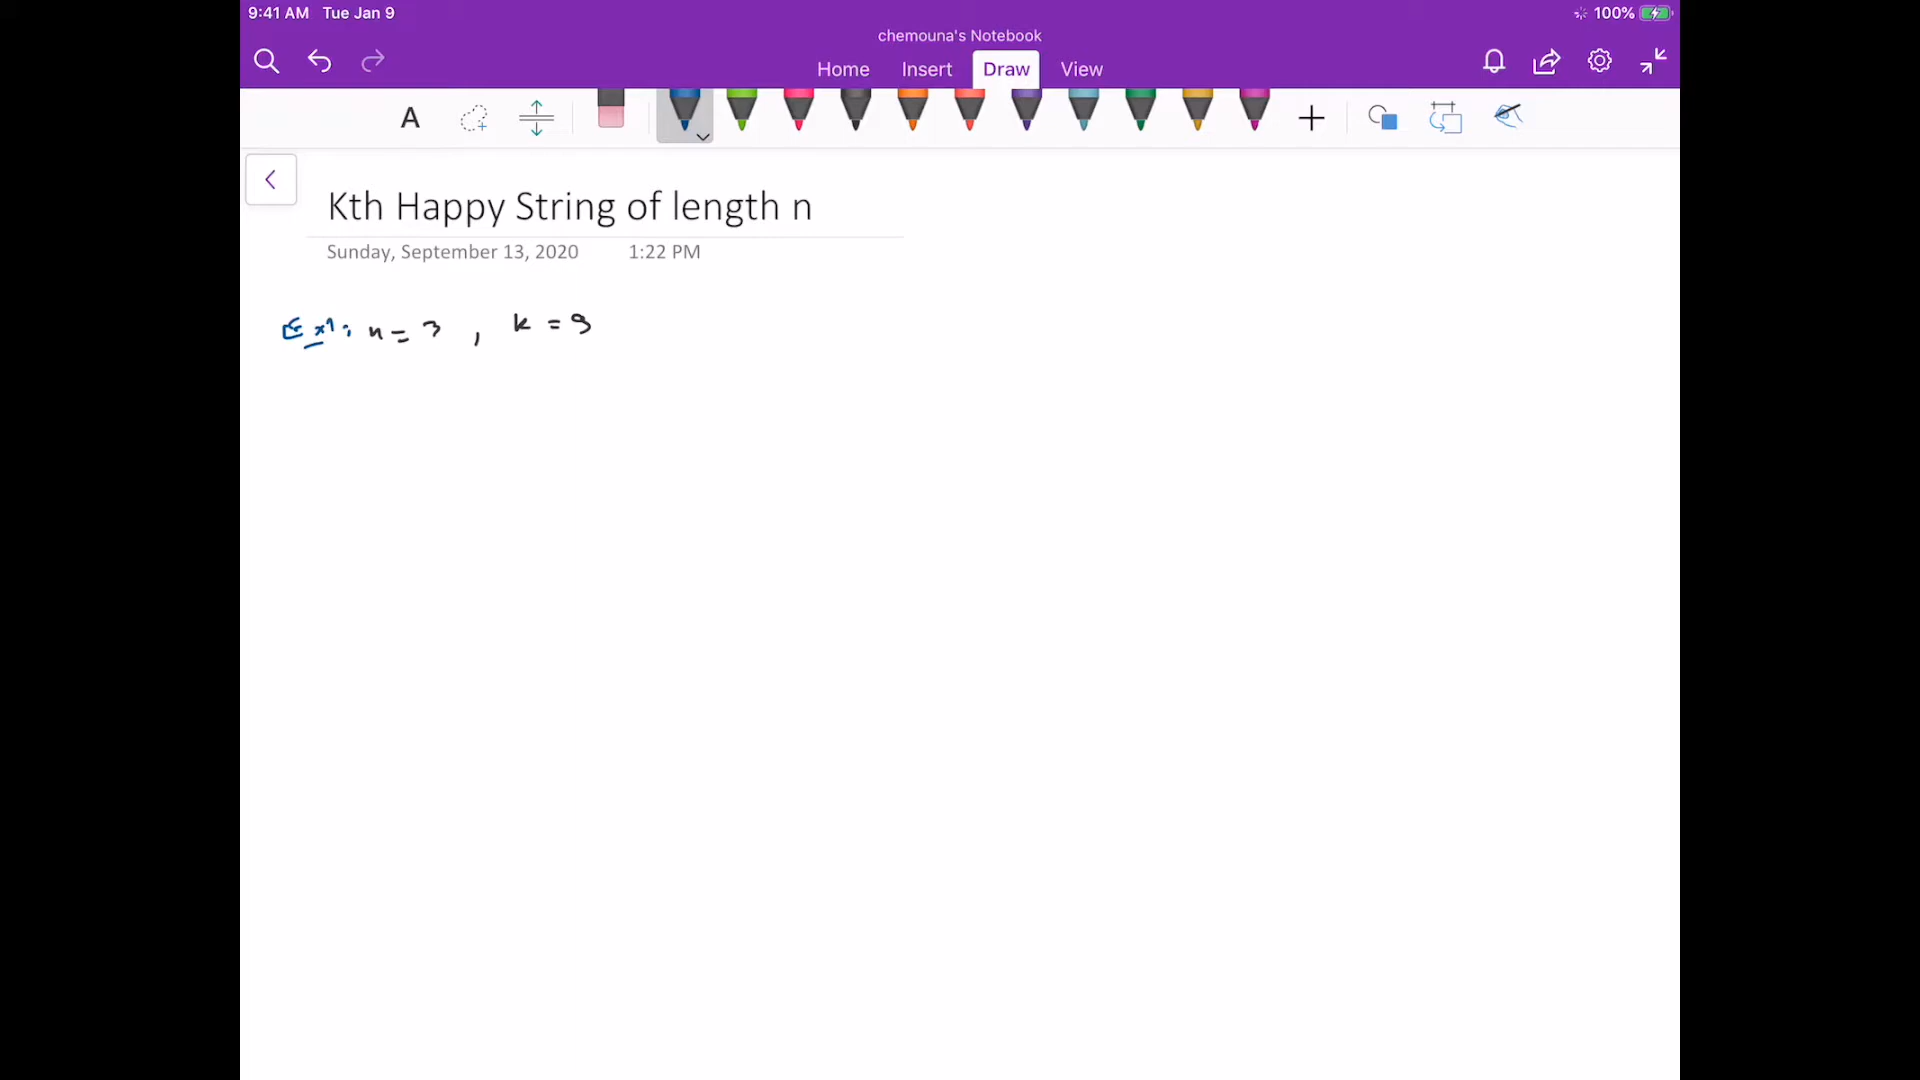 9:41 AM Tue Jan 9 100%
chemouna's Notebook
Home Insert Draw View
A
Kth Happy String of length n
Sunday, September 13, 2020 1:22 PM
Ex1: n = 3 , k = 9